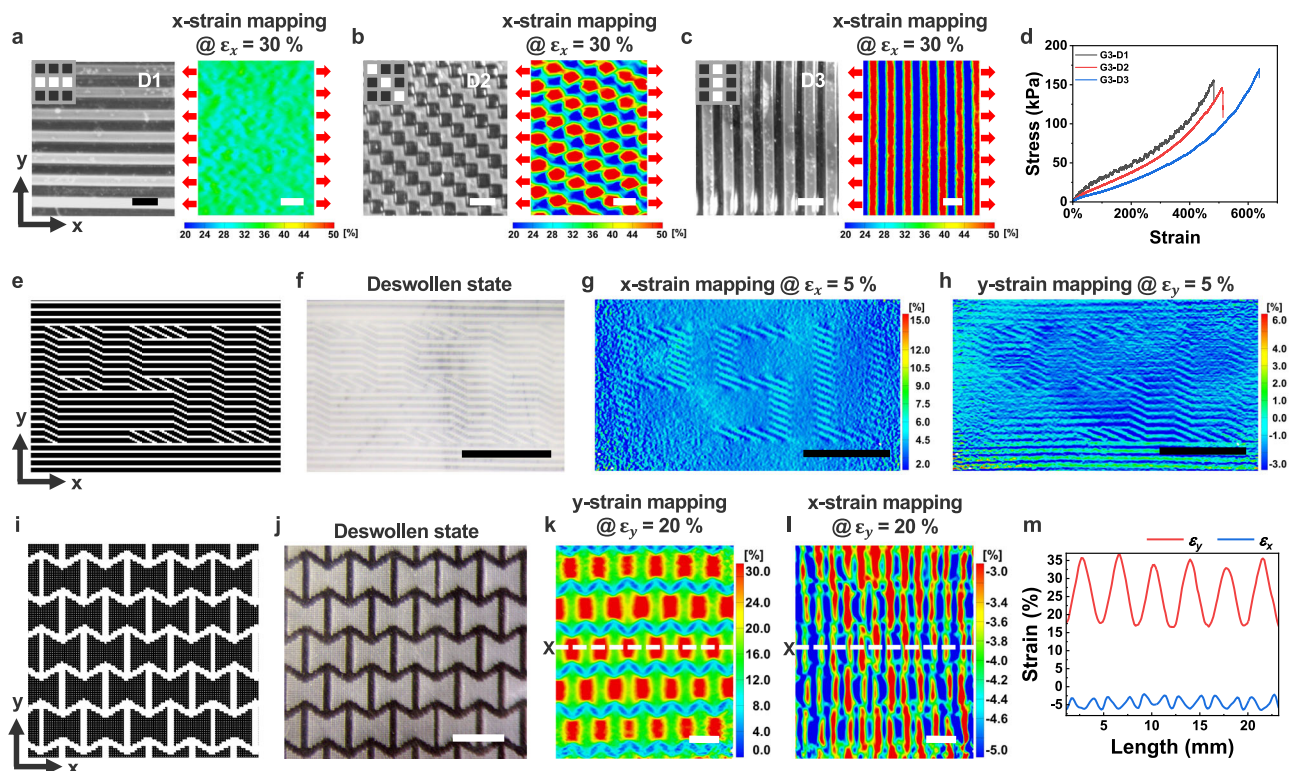 a
D1
x-strain mapping
@ εx = 30 %
20 24 28 32 36 40 44 50 [%]
y
x
b
D2
x-strain mapping
@ εx = 30 %
20 24 28 32 36 40 44 50 [%]
c
D3
x-strain mapping
@ εx = 30 %
20 24 28 32 36 40 44 50 [%]
d
G3-D1
G3-D2
G3-D3
Stress (kPa)
200
150
100
50
0
0% 200% 400% 600%
Strain
e
y
x
f
Deswollen state
g
x-strain mapping @ εx = 5 %
[%]
15.0
12.0
10.5
9.0
7.5
6.0
4.5
2.0
h
y-strain mapping @ εy = 5 %
[%]
6.0
4.0
3.0
2.0
1.0
0.0
-1.0
-3.0
i
y
x
j
Deswollen state
k
y-strain mapping
@ εy = 20 %
X
[%]
30.0
24.0
20.0
16.0
12.0
8.0
4.0
0.0
l
x-strain mapping
@ εy = 20 %
X
[%]
-3.0
-3.4
-3.6
-3.8
-4.0
-4.2
-4.6
-5.0
m
εy εx
Strain (%)
35
30
25
20
15
10
5
0
-5
5 10 15 20
Length (mm)